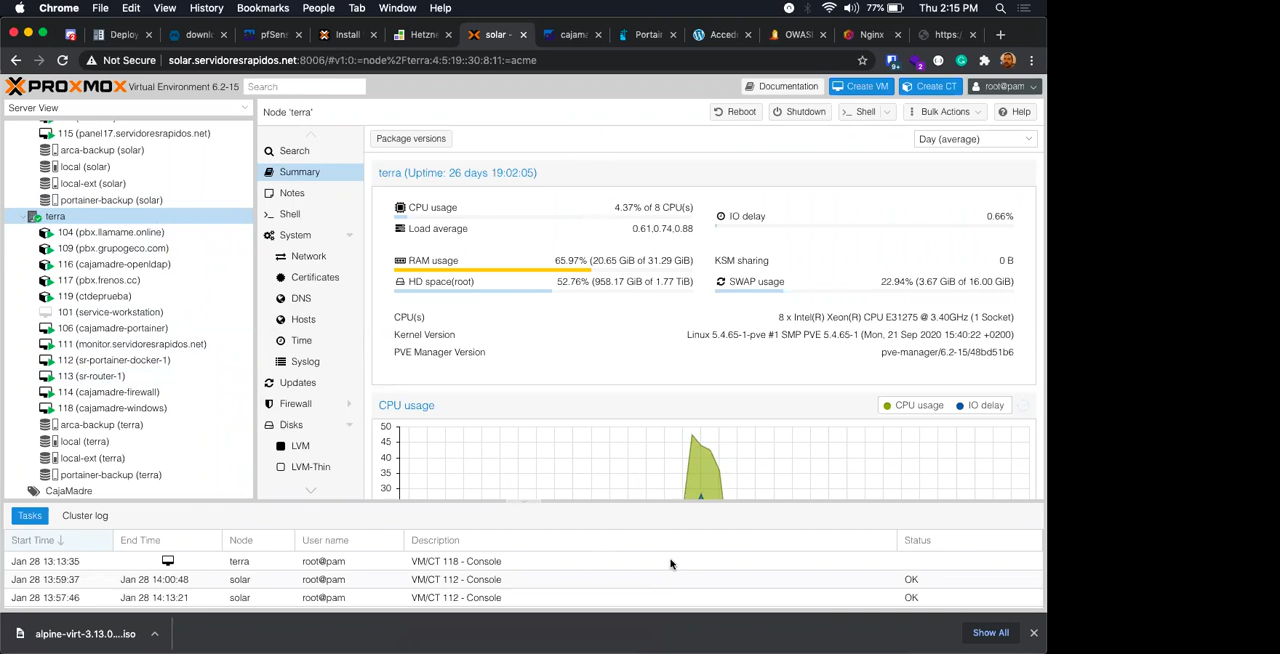 Chrome File Edit View History Bookmarks People Tab Window Help 77% Thu 2:15 PM
Deploy downl pfSen Install Hetzne solar - cajama Portain Acced OWAS Nginx https:/
Not Secure solar.servidoresrapidos.net:8006/#v1:0:=node%2Fterra:4:5:19:30:8:11:=acme
PROXMOX Virtual Environment 6.2-15 Search Documentation Create VM Create CT root@pam
Server View
Node 'terra' Reboot Shutdown Shell Bulk Actions Help
115 (panel17.servidoresrapidos.net)
arca-backup (solar)
local (solar)
local-ext (solar)
portainer-backup (solar)
terra
104 (pbx.llamame.online)
109 (pbx.grupogeco.com)
116 (cajamadre-openldap)
117 (pbx.frenos.cc)
119 (ctdeprueba)
101 (service-workstation)
106 (cajamadre-portainer)
111 (monitor.servidoresrapidos.net)
112 (sr-portainer-docker-1)
113 (sr-router-1)
114 (cajamadre-firewall)
118 (cajamadre-windows)
arca-backup (terra)
local (terra)
local-ext (terra)
portainer-backup (terra)
CajaMadre
Search
Summary
Notes
Shell
System
Network
Certificates
DNS
Hosts
Time
Syslog
Updates
Firewall
Disks
LVM
LVM-Thin
Package versions Day (average)
terra (Uptime: 26 days 19:02:05)
CPU usage 4.37% of 8 CPU(s)
Load average 0.61,0.74,0.88
IO delay 0.66%
RAM usage 65.97% (20.65 GiB of 31.29 GiB)
KSM sharing 0 B
HD space(root) 52.76% (958.17 GiB of 1.77 TiB)
SWAP usage 22.94% (3.67 GiB of 16.00 GiB)
CPU(s) 8 x Intel(R) Xeon(R) CPU E31275 @ 3.40GHz (1 Socket)
Kernel Version Linux 5.4.65-1-pve #1 SMP PVE 5.4.65-1 (Mon, 21 Sep 2020 15:40:22 +0200)
PVE Manager Version pve-manager/6.2-15/48bd51b6
CPU usage CPU usage IO delay
50
45
40
35
30
Tasks Cluster log
Start Time End Time Node User name Description Status
Jan 28 13:13:35 terra root@pam VM/CT 118 - Console
Jan 28 13:59:37 Jan 28 14:00:48 solar root@pam VM/CT 112 - Console OK
Jan 28 13:57:46 Jan 28 14:13:21 solar root@pam VM/CT 112 - Console OK
alpine-virt-3.13.0....iso Show All